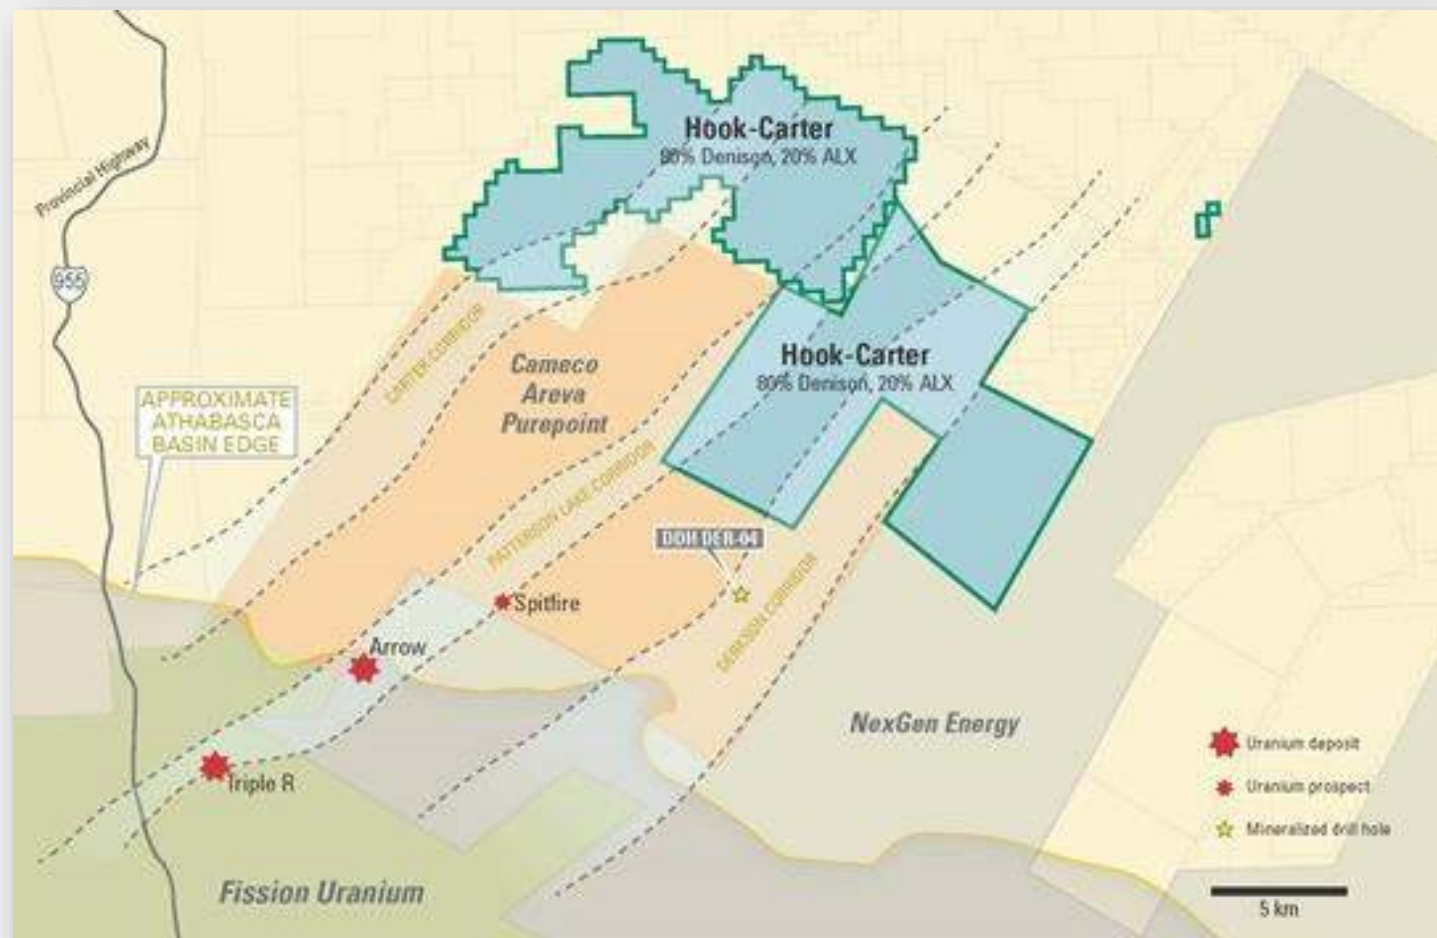 Hook-Carter
80% Denison, 20% ALX
Provincial Highway
955
Hook-Carter
80% Denison, 20% ALX
CARTER CORRIDOR
Cameco
Areva
Purepoint
APPROXIMATE
ATHABASCA
BASIN EDGE
PATTERSON LAKE CORRIDOR
DDH DER-04
DERKSON CORRIDOR
Spitfire
Arrow
NexGen Energy
Triple R
Fission Uranium
Uranium deposit
Uranium prospect
Mineralized drill hole
5 km